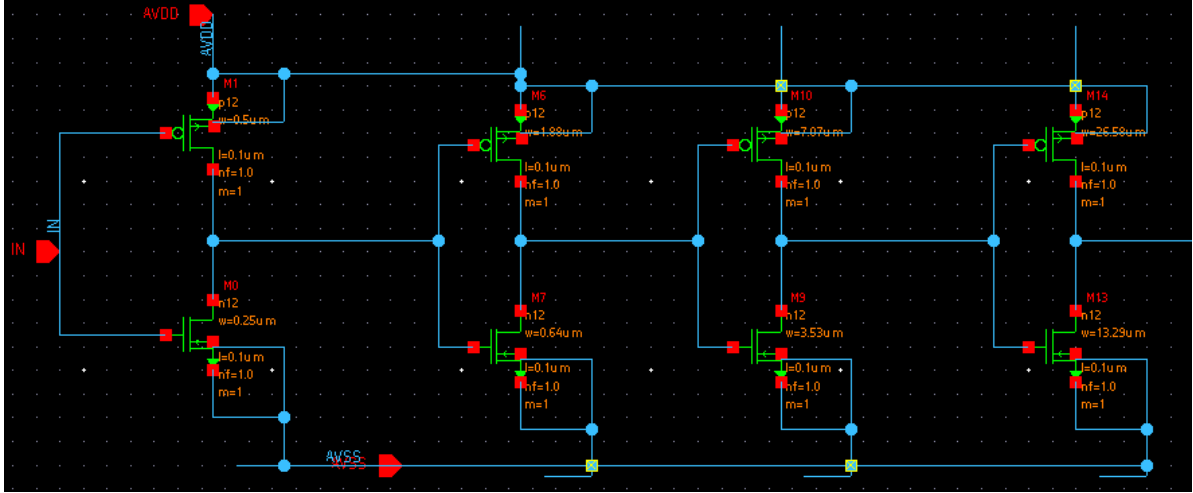 AVDD
AVDD
M1
p12
w=0.5um
l=0.1um
nf=1.0
m=1
M6
p12
w=1.88um
l=0.1um
nf=1.0
m=1
M10
p12
w=7.07um
l=0.1um
nf=1.0
m=1
M14
p12
w=26.58um
l=0.1um
nf=1.0
m=1
IN
IN
M0
n12
w=0.25um
l=0.1um
nf=1.0
m=1
M7
n12
w=0.64um
l=0.1um
nf=1.0
m=1
M9
n12
w=3.53um
l=0.1um
nf=1.0
m=1
M13
n12
w=13.29um
l=0.1um
nf=1.0
m=1
AVSS
AVSS